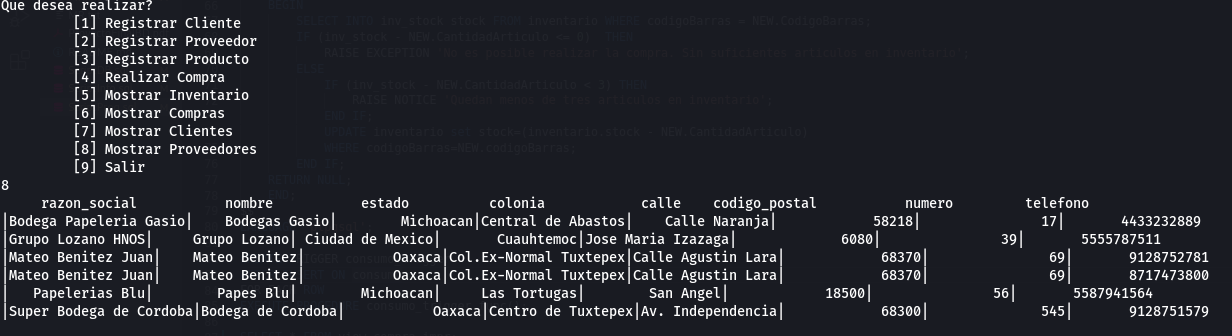 Que desea realizar?
[1] Registrar Cliente
[2] Registrar Proveedor
[3] Registrar Producto
[4] Realizar Compra
[5] Mostrar Inventario
[6] Mostrar Compras
[7] Mostrar Clientes
[8] Mostrar Proveedores
[9] Salir
8
razon_social nombre estado colonia calle codigo_postal numero telefono
|Bodega Papeleria Gasio| Bodegas Gasio| Michoacan|Central de Abastos| Calle Naranja| 58218| 17| 4433232889
|Grupo Lozano HNOS| Grupo Lozano| Ciudad de Mexico| Cuauhtemoc|Jose Maria Izazaga| 6080| 39| 5555787511
|Mateo Benitez Juan| Mateo Benitez| Oaxaca|Col.Ex-Normal Tuxtepex|Calle Agustin Lara| 68370| 69| 9128752781
|Mateo Benitez Juan| Mateo Benitez| Oaxaca|Col.Ex-Normal Tuxtepex|Calle Agustin Lara| 68370| 69| 8717473800
| Papelerias Blu| Papes Blu| Michoacan| Las Tortugas| San Angel| 18500| 56| 5587941564
|Super Bodega de Cordoba|Bodega de Cordoba| Oaxaca|Centro de Tuxtepex|Av. Independencia| 68300| 545| 9128751579